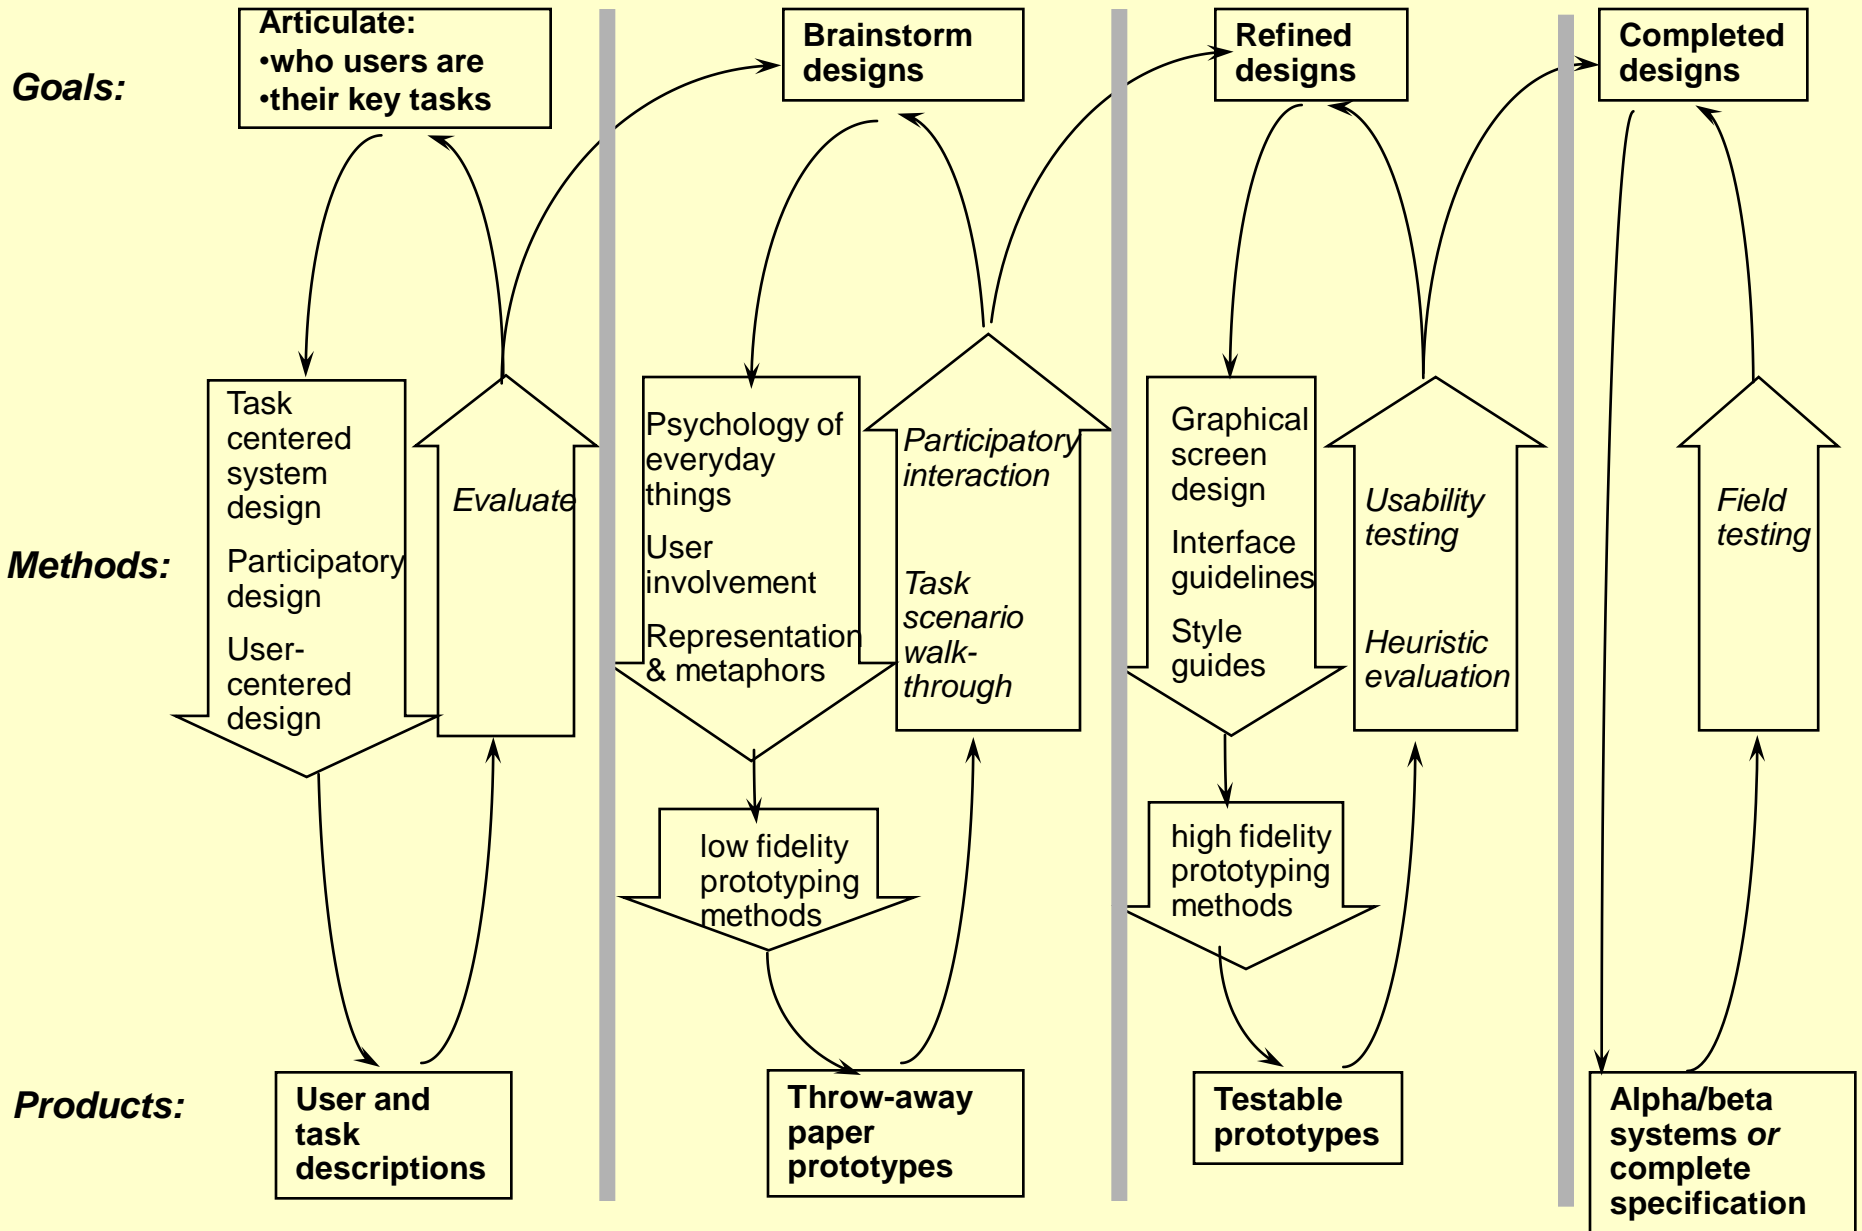 Goals:
Articulate:
•who users are
•their key tasks
Brainstorm
designs
Refined
designs
Completed
designs
Methods:
Task
centered
system
design
Participatory
design
User-
centered
design
Evaluate
Psychology of
everyday
things
User
involvement
Representation
& metaphors
Participatory
interaction
Task
scenario
walk-
through
Graphical
screen
design
Interface
guidelines
Style
guides
Usability
testing
Heuristic
evaluation
Field
testing
low fidelity
prototyping
methods
high fidelity
prototyping
methods
Products:
User and
task
descriptions
Throw-away
paper
prototypes
Testable
prototypes
Alpha/beta
systems or
complete
specification